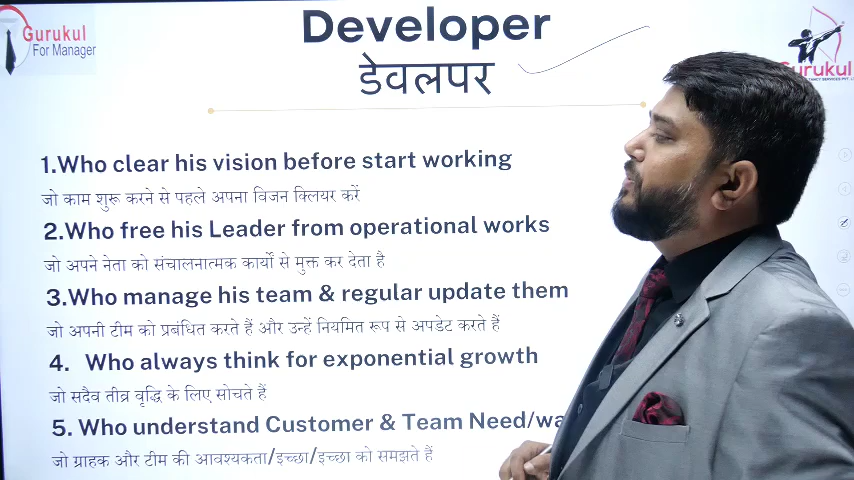 Gurukul
For Manager
Developer
डेवलपर
Gurukul
1.Who clear his vision before start working
जो काम शुरू करने से पहले अपना विजन क्लियर करें
2.Who free his Leader from operational works
जो अपने नेता को संचालनात्मक कार्यों से मुक्त कर देता है
3.Who manage his team & regular update them
जो अपनी टीम को प्रबंधित करते हैं और उन्हें नियमित रूप से अपडेट करते हैं
4. Who always think for exponential growth
जो सदैव तीव्र वृद्धि के लिए सोचते हैं
5. Who understand Customer & Team Need/wa
जो ग्राहक और टीम की आवश्यकता/इच्छा/इच्छा को समझते हैं